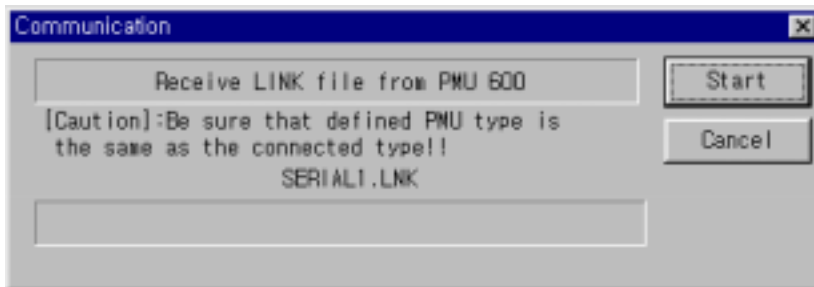 Communication
Receive LINK file from PMU 600
Start
[Caution]:Be sure that defined PMU type is
the same as the connected type!!
Cancel
SERIAL1.LNK